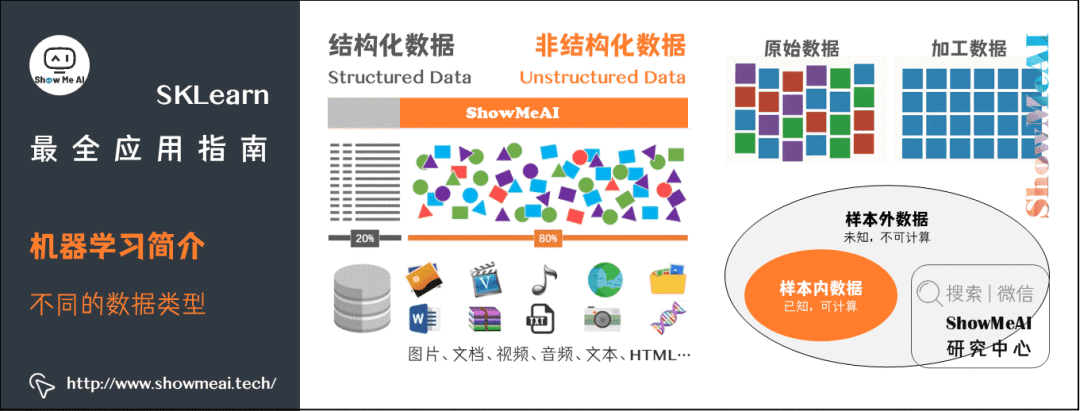 Show Me AI
SKLearn
最全应用指南
机器学习简介
不同的数据类型
http://www.showmeai.tech/
结构化数据
Structured Data
非结构化数据
Unstructured Data
ShowMeAI
20%
80%
V
W
TXT
图片、文档、视频、音频、文本、HTML…
原始数据
加工数据
ShowMeAI
样本外数据
未知，不可计算
样本内数据
已知，可计算
搜索 | 微信
ShowMeAI
研究中心